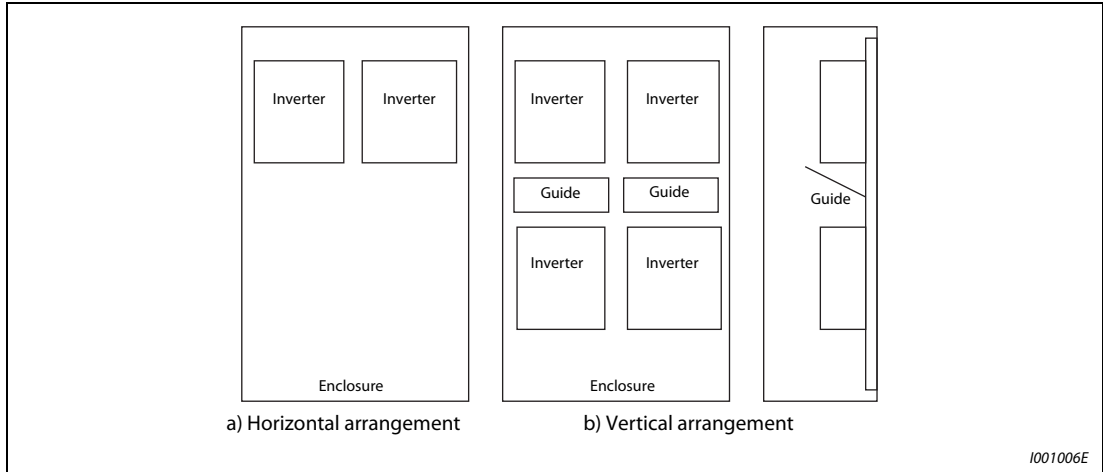 Inverter Inverter
Enclosure
a) Horizontal arrangement
Inverter Inverter
Guide Guide
Inverter Inverter
Enclosure
Guide
b) Vertical arrangement
I001006E